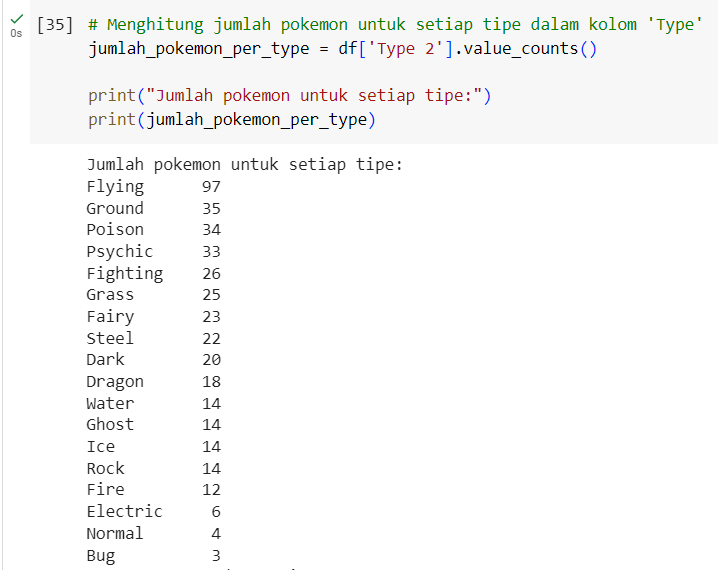 [35] # Menghitung jumlah pokemon untuk setiap tipe dalam kolom 'Type'
0s
jumlah_pokemon_per_type = df['Type 2'].value_counts()
print("Jumlah pokemon untuk setiap tipe:")
print(jumlah_pokemon_per_type)
Jumlah pokemon untuk setiap tipe:
Flying 97
Ground 35
Poison 34
Psychic 33
Fighting 26
Grass 25
Fairy 23
Steel 22
Dark 20
Dragon 18
Water 14
Ghost 14
Ice 14
Rock 14
Fire 12
Electric 6
Normal 4
Bug 3